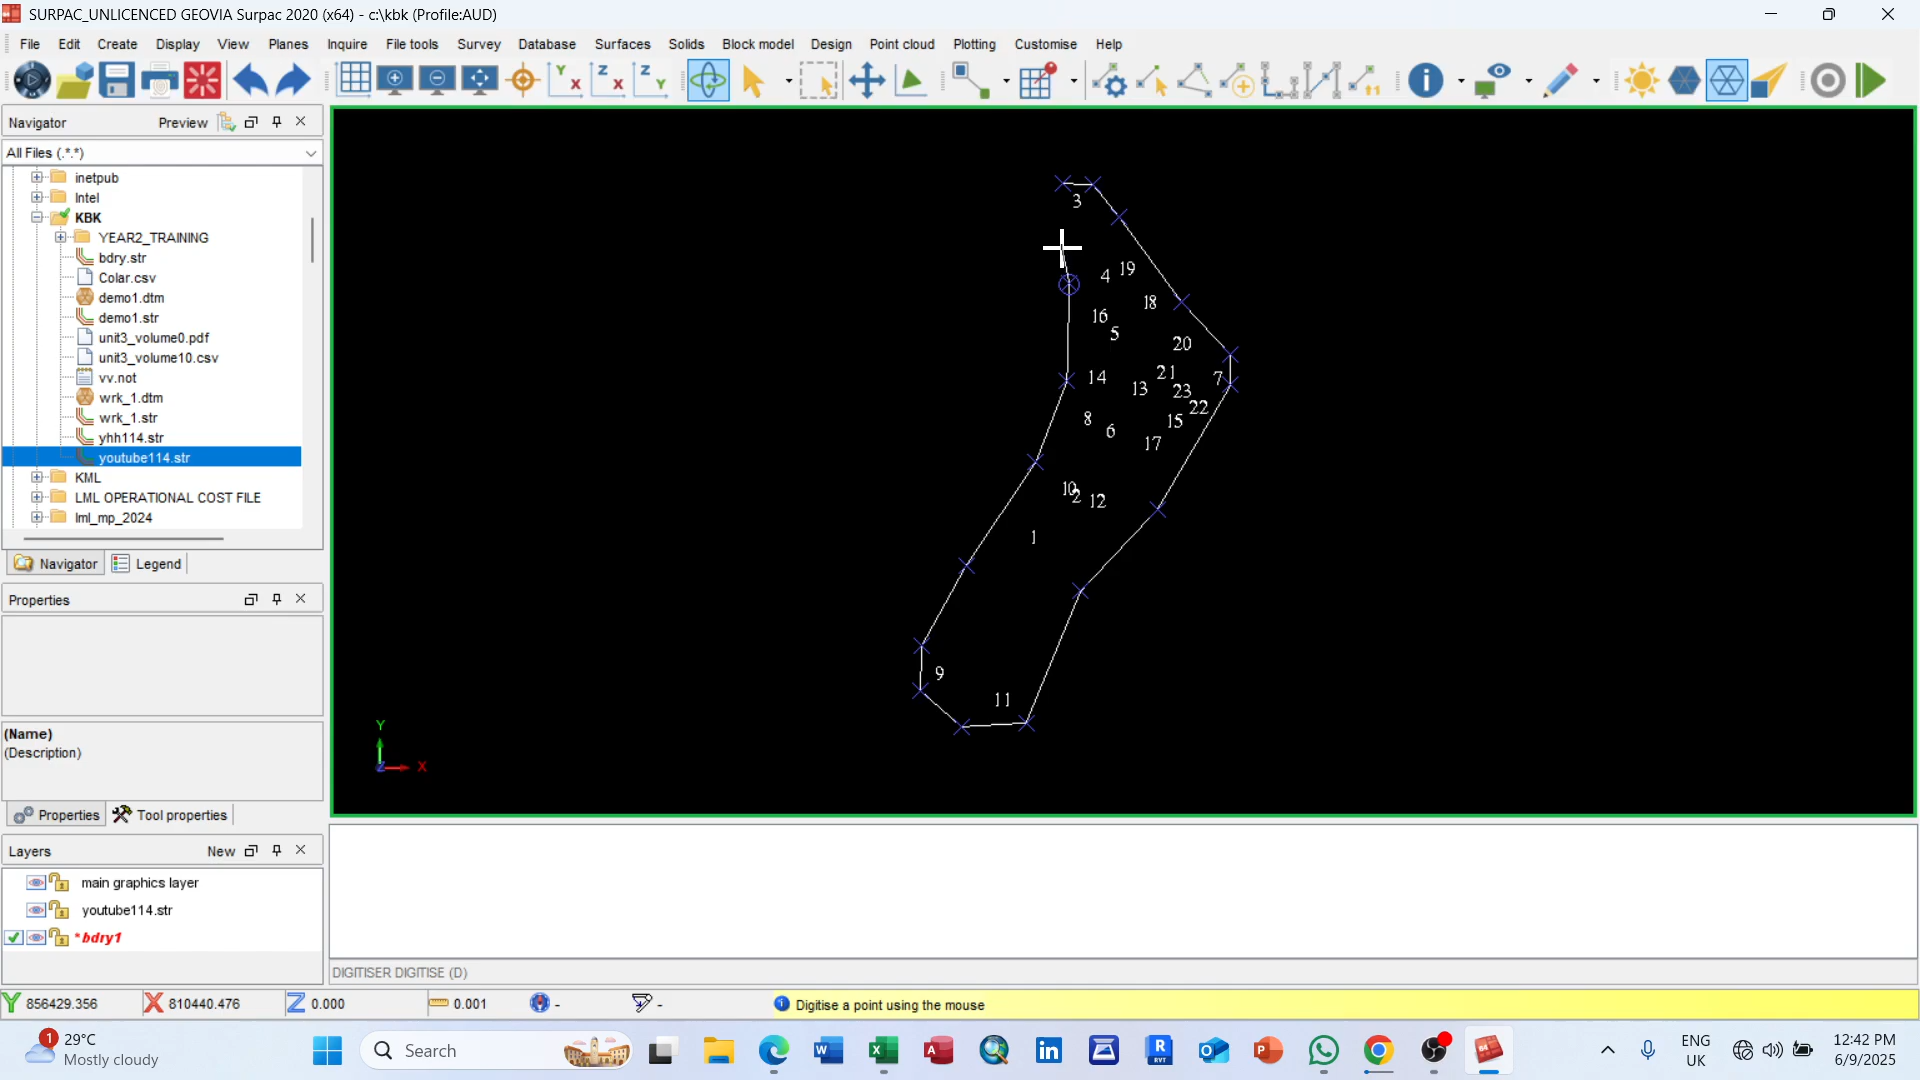 SURPAC_UNLICENCED GEOVIA Surpac 2020 (x64) - c:\kbk (Profile:AUD)
File Edit Create Display View Planes Inquire File tools Survey Database Surfaces Solids Block model Design Point cloud Plotting Customise Help
Navigator Preview
All Files (.*.*)
inetpub
Intel
KBK
YEAR2_TRAINING
bdry.str
Colar.csv
demo1.dtm
demo1.str
unit3_volume0.pdf
unit3_volume10.csv
vv.not
wrk_1.dtm
wrk_1.str
yhh114.str
youtube114.str
KML
LML OPERATIONAL COST FILE
lml_mp_2024
Navigator Legend
Properties
(Name)
(Description)
Properties Tool properties
Layers New
main graphics layer
youtube114.str
*bdry1
3
4 19
18
16
5
20
21
14 13 23 7
22
8 15
6 17
10 2 12
1
9
11
Y
Z X
DIGITISER DIGITISE (D)
Y 856429.356 X 810440.476 Z 0.000 0.001 - - Digitise a point using the mouse
1 29°C
Mostly cloudy
Search
ENG
UK
12:42 PM
6/9/2025